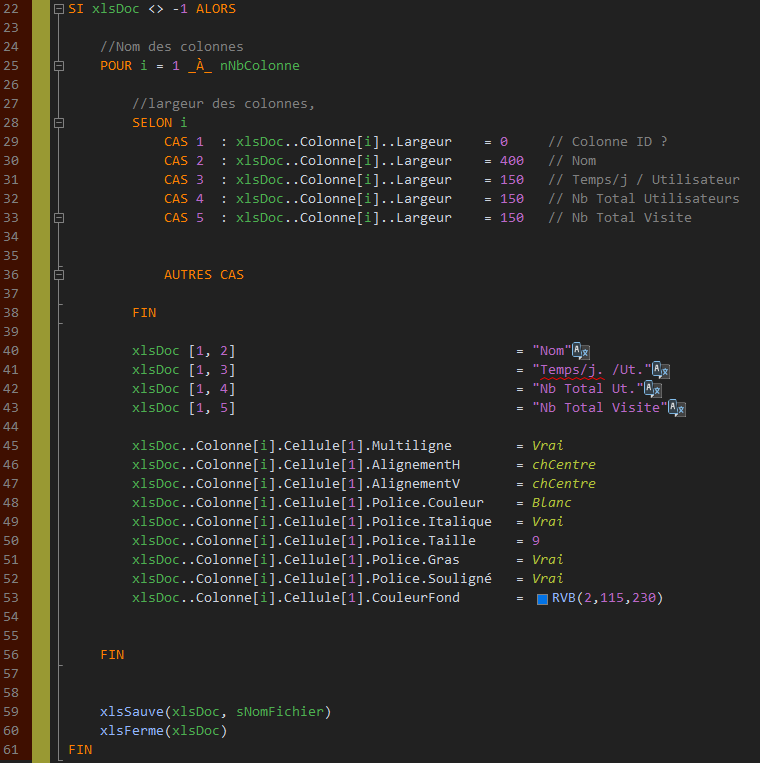 22 SI xlsDoc <> -1 ALORS
23
24 //Nom des colonnes
25 POUR i = 1 _À_ nNbColonne
26
27 //largeur des colonnes,
28 SELON i
29 CAS 1 : xlsDoc..Colonne[i]..Largeur = 0 // Colonne ID ?
30 CAS 2 : xlsDoc..Colonne[i]..Largeur = 400 // Nom
31 CAS 3 : xlsDoc..Colonne[i]..Largeur = 150 // Temps/j / Utilisateur
32 CAS 4 : xlsDoc..Colonne[i]..Largeur = 150 // Nb Total Utilisateurs
33 CAS 5 : xlsDoc..Colonne[i]..Largeur = 150 // Nb Total Visite
34
35
36 AUTRES CAS
37
38 FIN
39
40 xlsDoc [1, 2] = "Nom"
41 xlsDoc [1, 3] = "Temps/j. /Ut."
42 xlsDoc [1, 4] = "Nb Total Ut."
43 xlsDoc [1, 5] = "Nb Total Visite"
44
45 xlsDoc..Colonne[i].Cellule[1].Multiligne = Vrai
46 xlsDoc..Colonne[i].Cellule[1].AlignementH = chCentre
47 xlsDoc..Colonne[i].Cellule[1].AlignementV = chCentre
48 xlsDoc..Colonne[i].Cellule[1].Police.Couleur = Blanc
49 xlsDoc..Colonne[i].Cellule[1].Police.Italique = Vrai
50 xlsDoc..Colonne[i].Cellule[1].Police.Taille = 9
51 xlsDoc..Colonne[i].Cellule[1].Police.Gras = Vrai
52 xlsDoc..Colonne[i].Cellule[1].Police.Souligné = Vrai
53 xlsDoc..Colonne[i].Cellule[1].CouleurFond = RVB(2,115,230)
54
55
56 FIN
57
58
59 xlsSauve(xlsDoc, sNomFichier)
60 xlsFerme(xlsDoc)
61 FIN